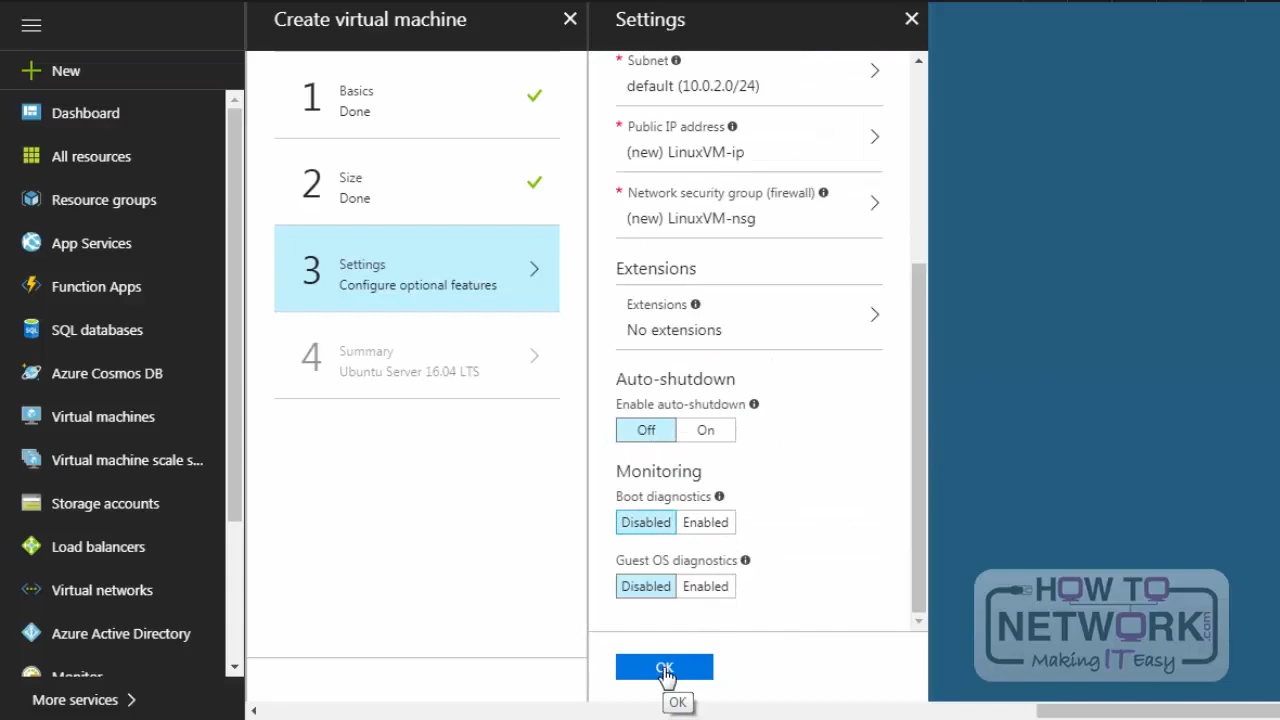 Create virtual machine
Settings
New
Dashboard
All resources
Resource groups
App Services
Function Apps
SQL databases
Azure Cosmos DB
Virtual machines
Virtual machine scale s...
Storage accounts
Load balancers
Virtual networks
Azure Active Directory
Monitor
More services
1
Basics
Done
2
Size
Done
3
Settings
Configure optional features
4
Summary
Ubuntu Server 16.04 LTS
* Subnet
default (10.0.2.0/24)
* Public IP address
(new) LinuxVM-ip
* Network security group (firewall)
(new) LinuxVM-nsg
Extensions
Extensions
No extensions
Auto-shutdown
Enable auto-shutdown
Off On
Monitoring
Boot diagnostics
Disabled Enabled
Guest OS diagnostics
Disabled Enabled
OK
OK
HOW TO
NETWORK.com
Making IT Easy